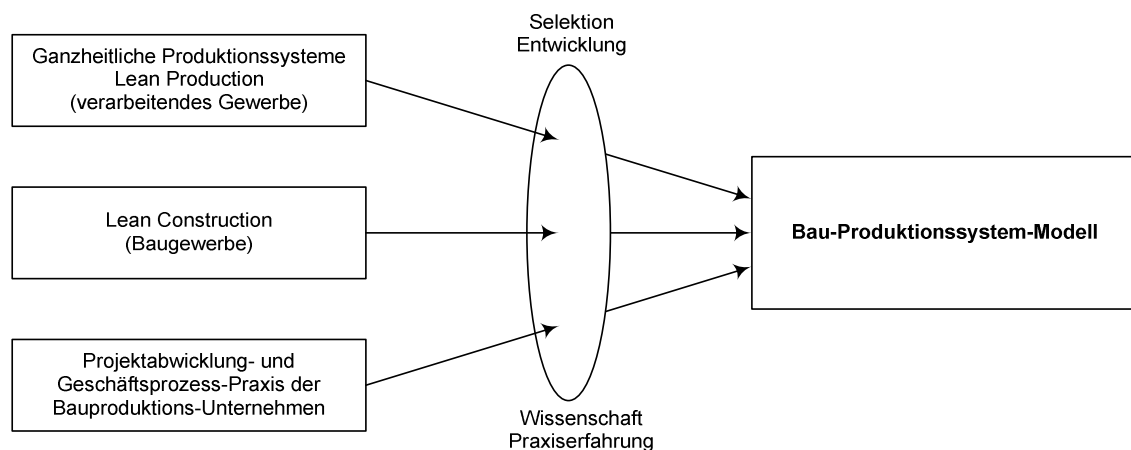 Selektion
Entwicklung
Ganzheitliche Produktionssysteme
Lean Production
(verarbeitendes Gewerbe)
Lean Construction
(Baugewerbe)
Bau-Produktionssystem-Modell
Projektabwicklung- und
Geschäftsprozess-Praxis der
Bauproduktions-Unternehmen
Wissenschaft
Praxiserfahrung